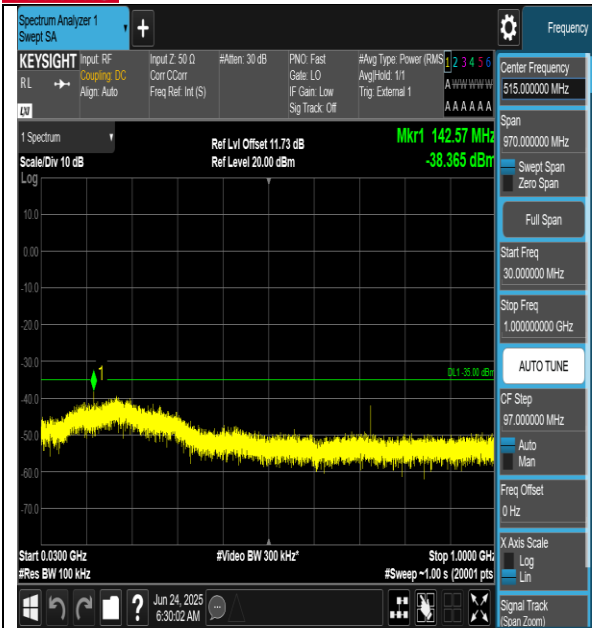 Spectrum Analyzer 1
Swept SA
+
Frequency
KEYSIGHT
RL
LXI
Input: RF
Coupling: DC
Align: Auto
Input Z: 50 Ω
Corr CCorr
Freq Ref: Int (S)
#Atten: 30 dB
PNO: Fast
Gate: LO
IF Gain: Low
Sig Track: Off
#Avg Type: Power (RMS
Avg|Hold: 1/1
Trig: External 1
1 2 3 4 5 6
A W W W W W
A A A A A A
1 Spectrum
Scale/Div 10 dB
Log
Ref Lvl Offset 11.73 dB
Ref Level 20.00 dBm
Mkr1 142.57 MHz
-38.365 dBm
10.0
0.00
-10.0
-20.0
-30.0
-40.0
-50.0
-60.0
-70.0
1
DL1 -35.00 dBm
Start 0.0300 GHz
#Res BW 100 kHz
#Video BW 300 kHz*
Stop 1.0000 GHz
#Sweep ~1.00 s (20001 pts
?
Jun 24, 2025
6:30:02 AM
Center Frequency
515.000000 MHz
Span
970.000000 MHz
Swept Span
Zero Span
Full Span
Start Freq
30.000000 MHz
Stop Freq
1.000000000 GHz
AUTO TUNE
CF Step
97.000000 MHz
Auto
Man
Freq Offset
0 Hz
X Axis Scale
Log
Lin
Signal Track
(Span Zoom)